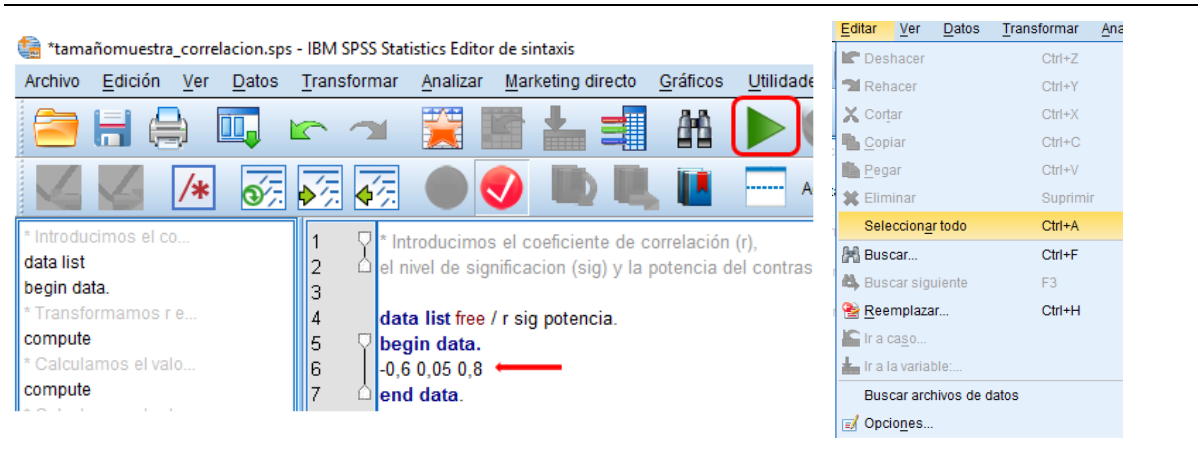 *tamañomuestra_correlacion.sps - IBM SPSS Statistics Editor de sintaxis
Archivo Edición Ver Datos Transformar Analizar Marketing directo Gráficos Utilidade
/*
A
* Introducimos el co...
data list
begin data.
* Transformamos r e...
compute
* Calculamos el valo...
compute
1 * Introducimos el coeficiente de correlación (r),
2 el nivel de significacion (sig) y la potencia del contras
3
4 data list free / r sig potencia.
5 begin data.
6 -0,6 0,05 0,8
7 end data.
Editar Ver Datos Transformar Ana
Deshacer Ctrl+Z
Rehacer Ctrl+Y
Cortar Ctrl+X
Copiar Ctrl+C
Pegar Ctrl+V
Eliminar Suprimir
Seleccionar todo Ctrl+A
Buscar... Ctrl+F
Buscar siguiente F3
Reemplazar... Ctrl+H
Ir a caso...
Ir a la variable:...
Buscar archivos de datos
Opciones...